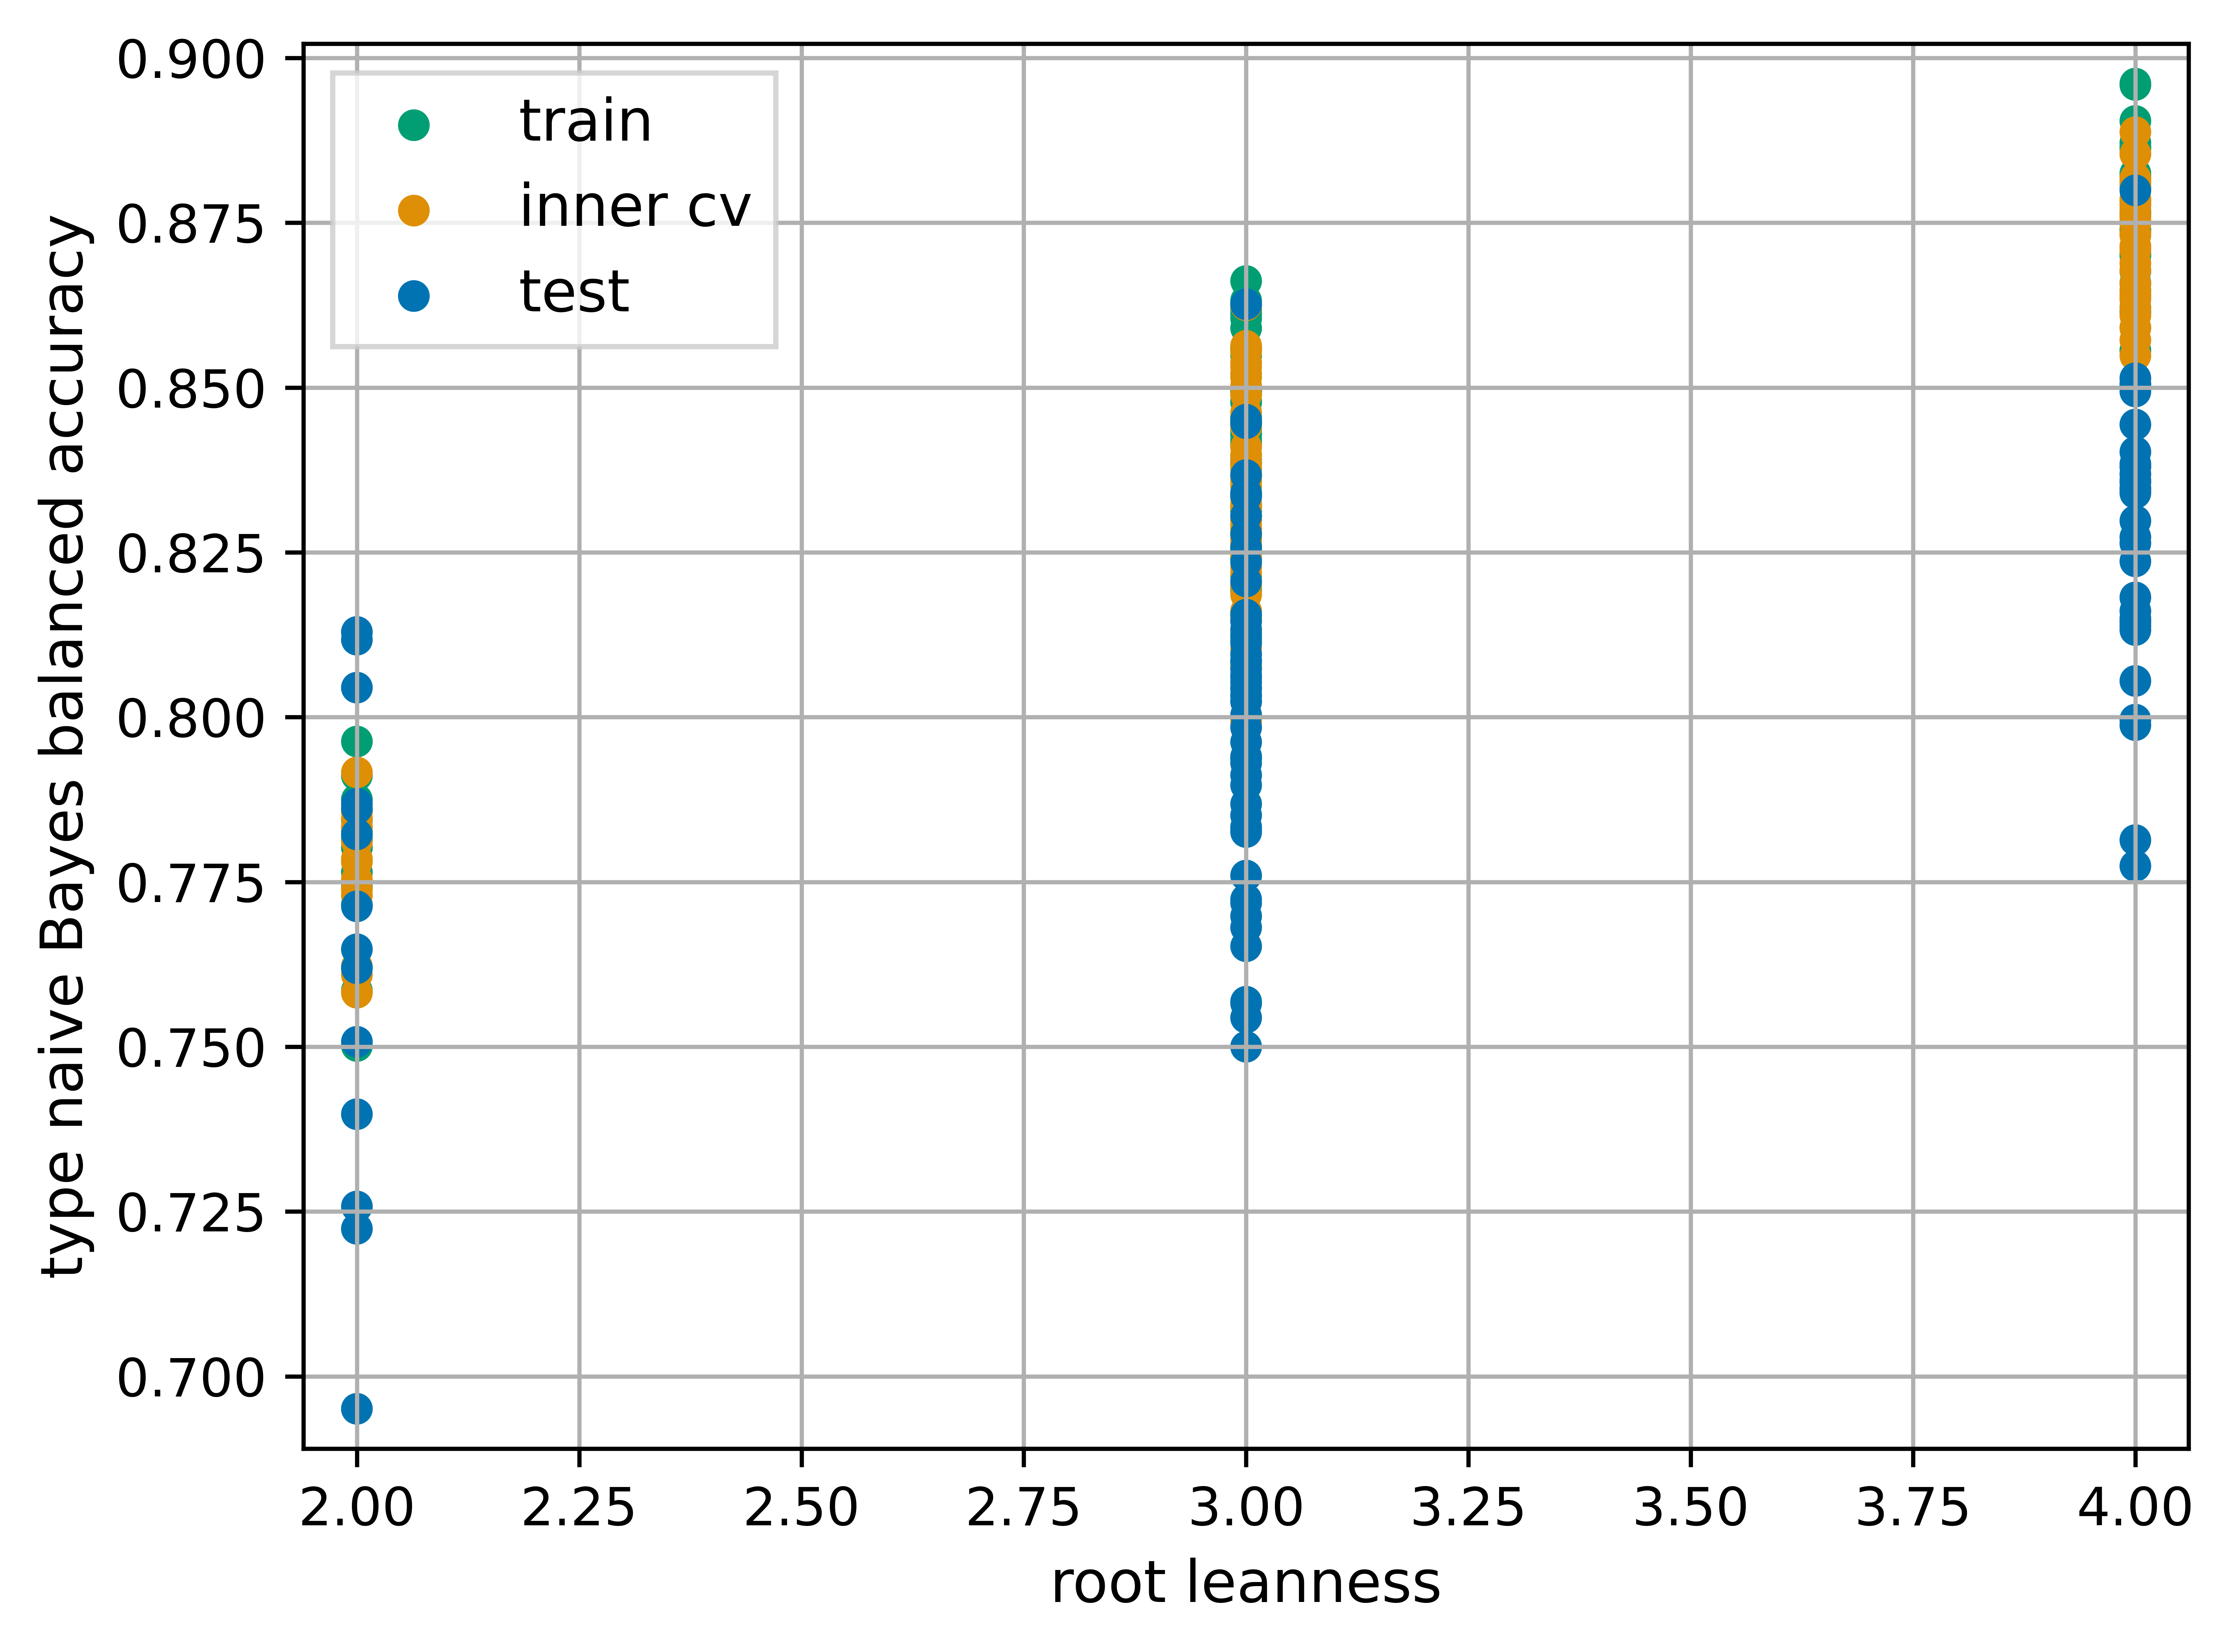 type naive Bayes balanced accuracy
0.900
0.875
0.850
0.825
0.800
0.775
0.750
0.725
0.700
train
inner cv
test
2.00 2.25 2.50 2.75 3.00 3.25 3.50 3.75 4.00
root leanness